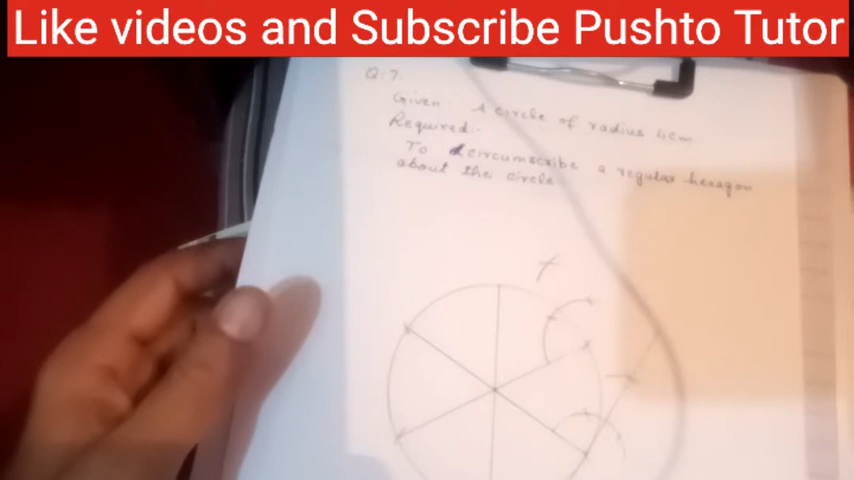 Like videos and Subscribe Pushto Tutor
Q:7.
Given: A circle of radius 4cm
Required:-
To circumscribe a regular hexagon
about the circle